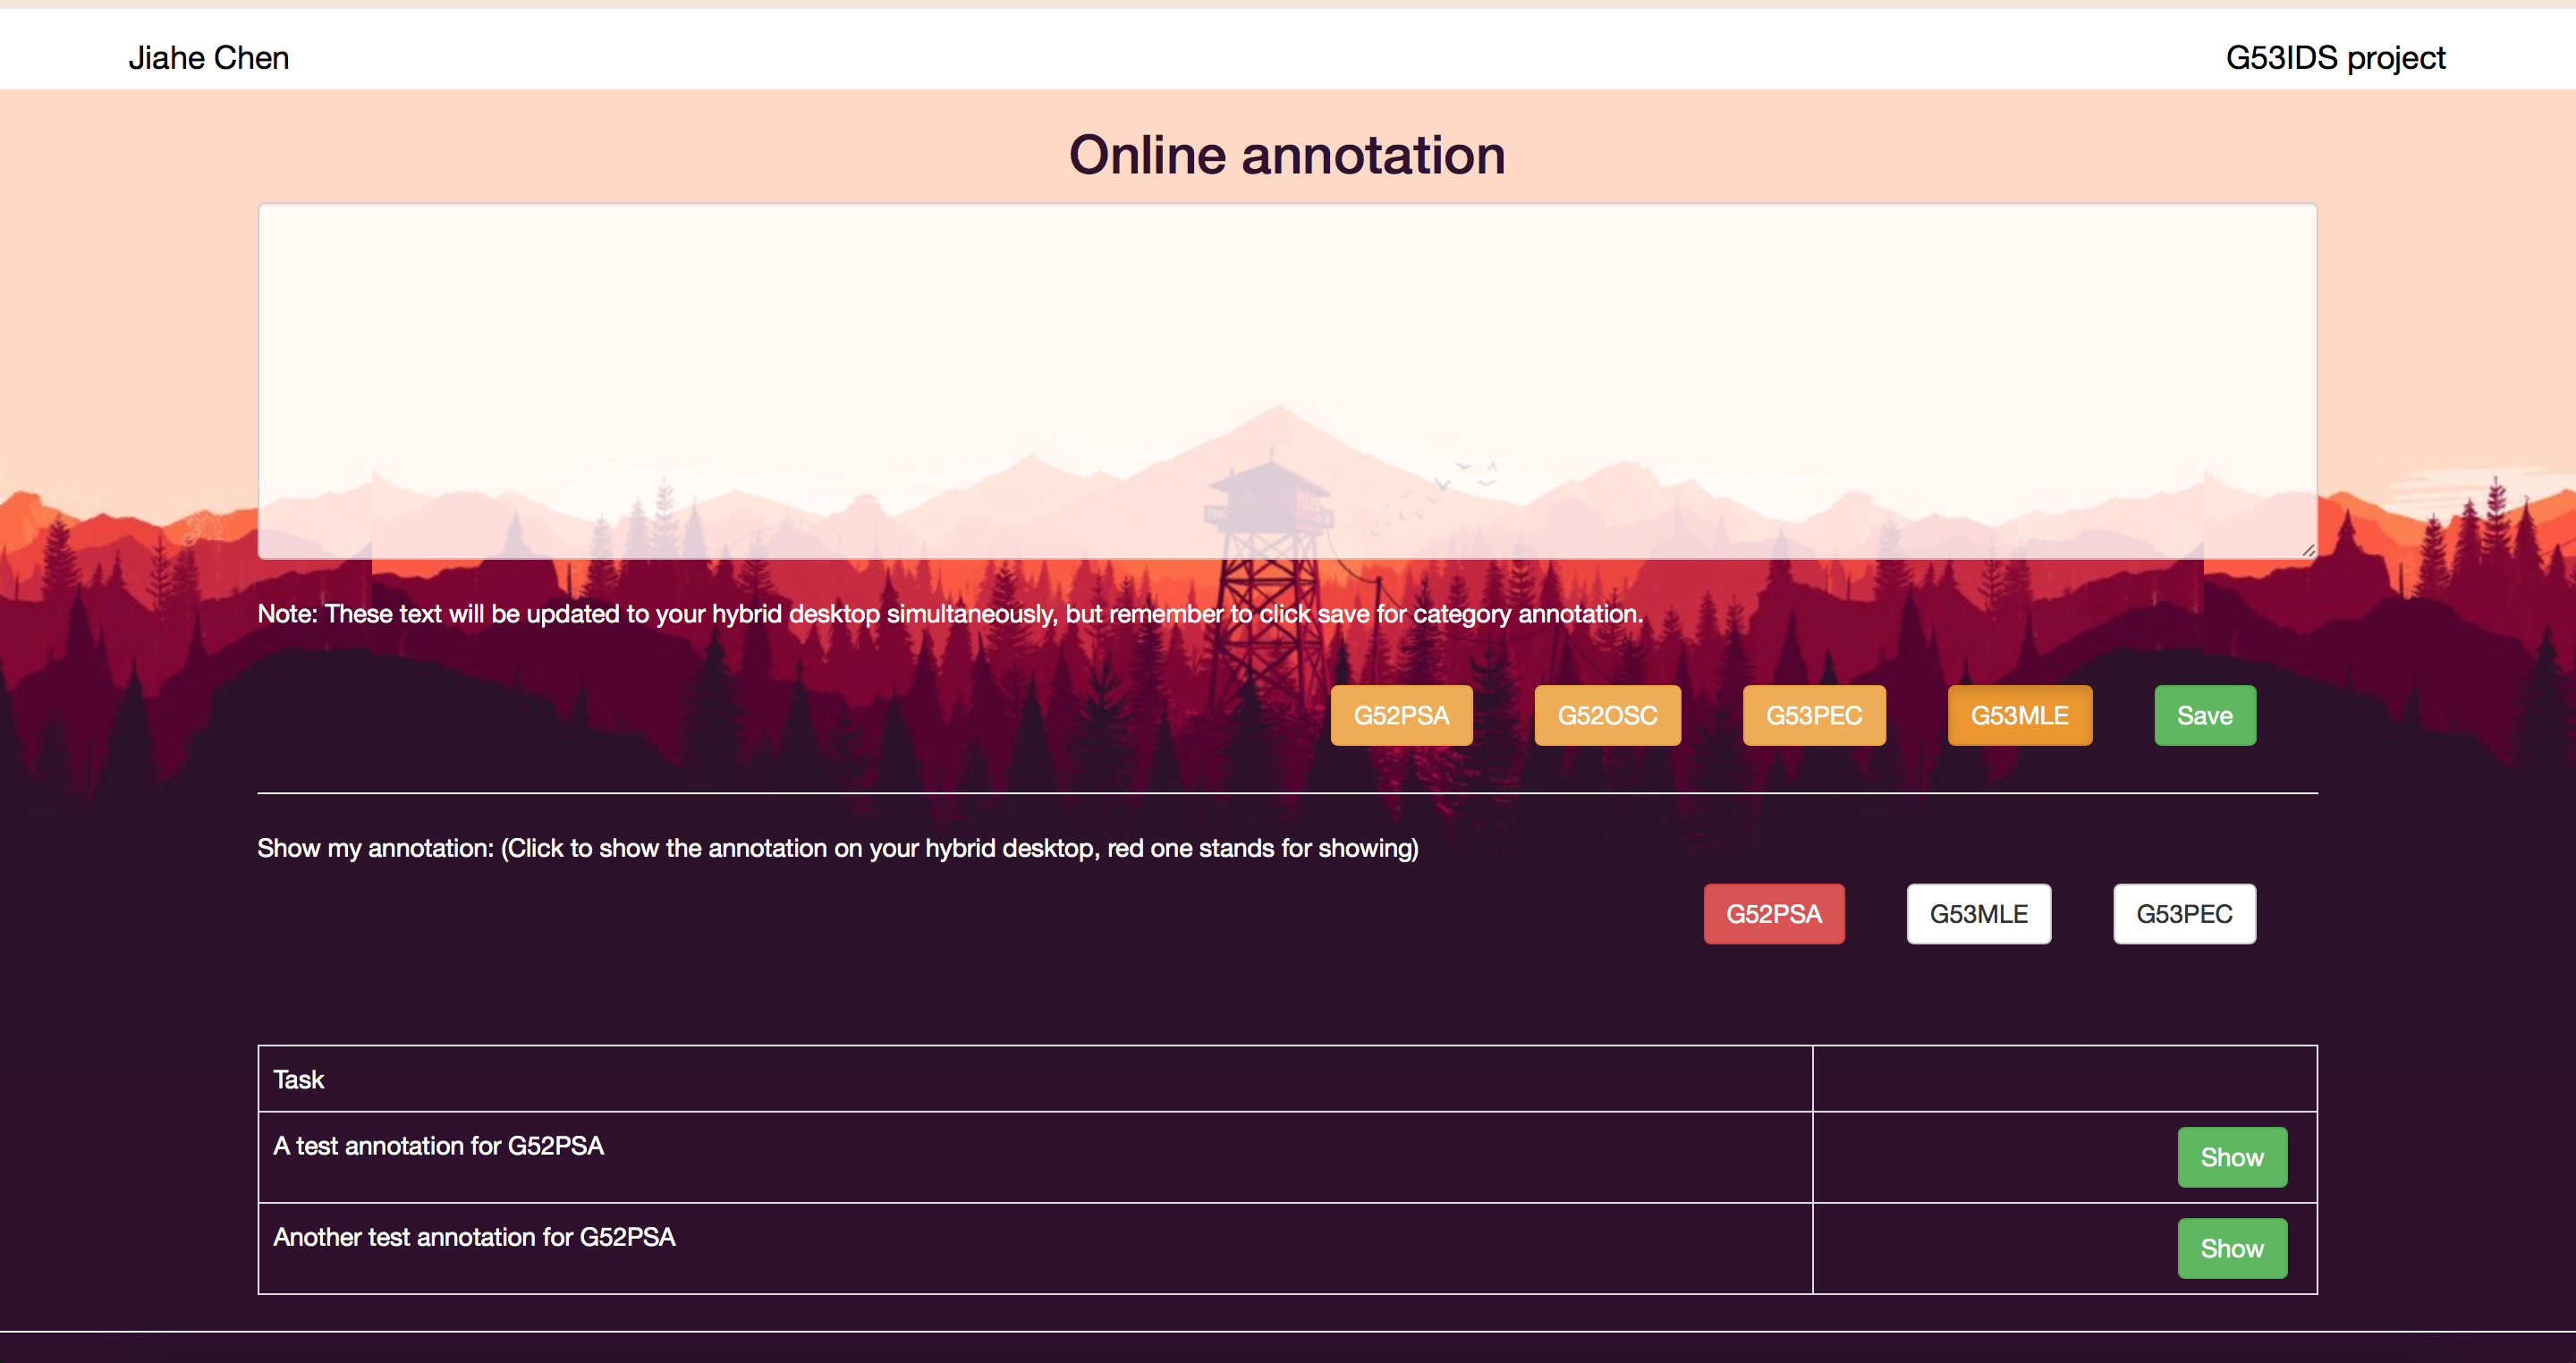 Jiahe Chen
G53IDS project
Online annotation
Note: These text will be updated to your hybrid desktop simultaneously, but remember to click save for category annotation.
G52PSA
G52OSC
G53PEC
G53MLE
Save
Show my annotation: (Click to show the annotation on your hybrid desktop, red one stands for showing)
G52PSA
G53MLE
G53PEC
Task
A test annotation for G52PSA
Show
Another test annotation for G52PSA
Show